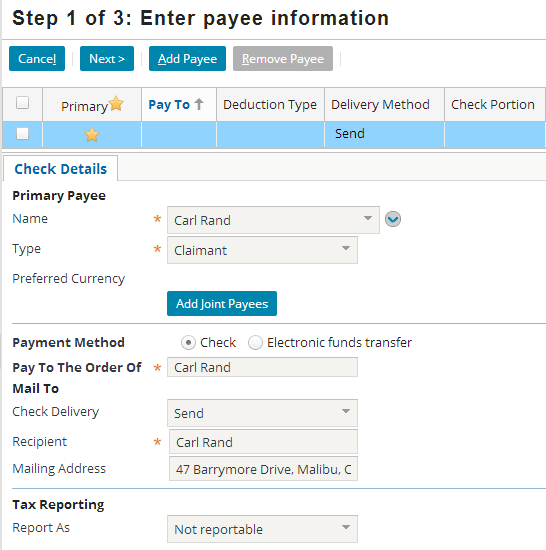 Step 1 of 3: Enter payee information
Cancel Next > Add Payee Remove Payee
Primary Pay To Deduction Type Delivery Method Check Portion
Send
Check Details
Primary Payee
Name * Carl Rand
Type * Claimant
Preferred Currency
Add Joint Payees
Payment Method Check Electronic funds transfer
Pay To The Order Of * Carl Rand
Mail To
Check Delivery Send
Recipient * Carl Rand
Mailing Address 47 Barrymore Drive, Malibu, C
Tax Reporting
Report As Not reportable